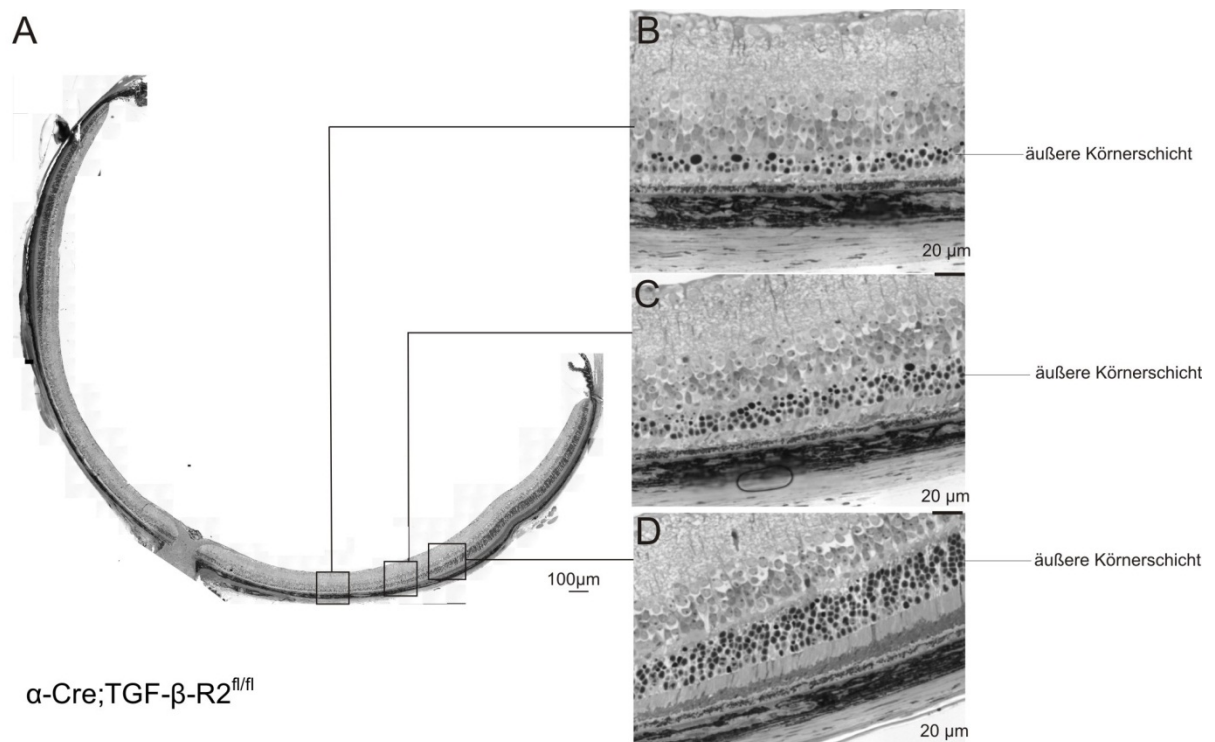 A
B
äußere Körnerschicht
20 µm
C
äußere Körnerschicht
20 µm
D
äußere Körnerschicht
20 µm
100µm
α-Cre;TGF-β-R2fl/fl